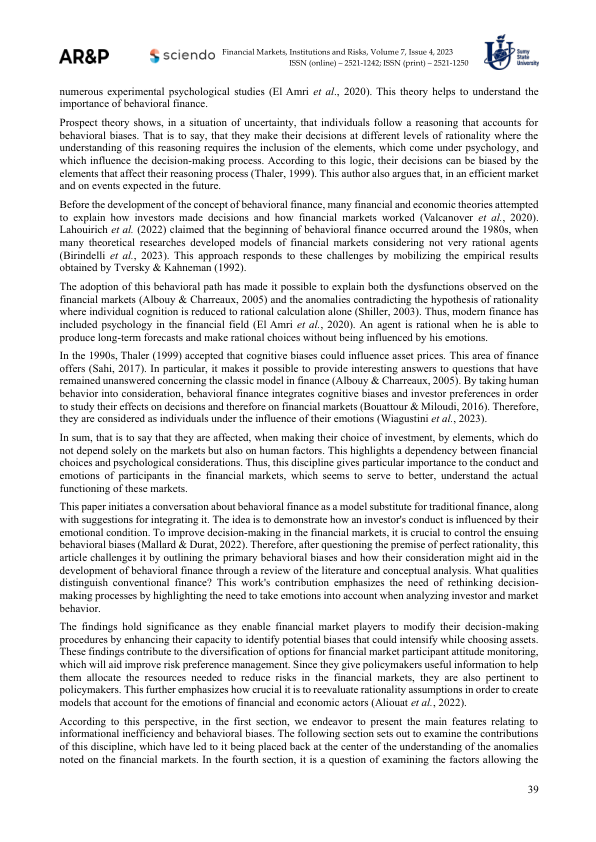 AR&P
sciendo
Financial Markets, Institutions and Risks, Volume 7, Issue 4, 2023
ISSN (online) – 2521-1242; ISSN (print) – 2521-1250
Sumy
State
University
numerous experimental psychological studies (El Amri et al., 2020). This theory helps to understand the
importance of behavioral finance.
Prospect theory shows, in a situation of uncertainty, that individuals follow a reasoning that accounts for
behavioral biases. That is to say, that they make their decisions at different levels of rationality where the
understanding of this reasoning requires the inclusion of the elements, which come under psychology, and
which influence the decision-making process. According to this logic, their decisions can be biased by the
elements that affect their reasoning process (Thaler, 1999). This author also argues that, in an efficient market
and on events expected in the future.
Before the development of the concept of behavioral finance, many financial and economic theories attempted
to explain how investors made decisions and how financial markets worked (Valcanover et al., 2020).
Lahouirich et al. (2022) claimed that the beginning of behavioral finance occurred around the 1980s, when
many theoretical researches developed models of financial markets considering not very rational agents
(Birindelli et al., 2023). This approach responds to these challenges by mobilizing the empirical results
obtained by Tversky & Kahneman (1992).
The adoption of this behavioral path has made it possible to explain both the dysfunctions observed on the
financial markets (Albouy & Charreaux, 2005) and the anomalies contradicting the hypothesis of rationality
where individual cognition is reduced to rational calculation alone (Shiller, 2003). Thus, modern finance has
included psychology in the financial field (El Amri et al., 2020). An agent is rational when he is able to
produce long-term forecasts and make rational choices without being influenced by his emotions.
In the 1990s, Thaler (1999) accepted that cognitive biases could influence asset prices. This area of finance
offers (Sahi, 2017). In particular, it makes it possible to provide interesting answers to questions that have
remained unanswered concerning the classic model in finance (Albouy & Charreaux, 2005). By taking human
behavior into consideration, behavioral finance integrates cognitive biases and investor preferences in order
to study their effects on decisions and therefore on financial markets (Bouattour & Miloudi, 2016). Therefore,
they are considered as individuals under the influence of their emotions (Wiagustini et al., 2023).
In sum, that is to say that they are affected, when making their choice of investment, by elements, which do
not depend solely on the markets but also on human factors. This highlights a dependency between financial
choices and psychological considerations. Thus, this discipline gives particular importance to the conduct and
emotions of participants in the financial markets, which seems to serve to better, understand the actual
functioning of these markets.
This paper initiates a conversation about behavioral finance as a model substitute for traditional finance, along
with suggestions for integrating it. The idea is to demonstrate how an investor's conduct is influenced by their
emotional condition. To improve decision-making in the financial markets, it is crucial to control the ensuing
behavioral biases (Mallard & Durat, 2022). Therefore, after questioning the premise of perfect rationality, this
article challenges it by outlining the primary behavioral biases and how their consideration might aid in the
development of behavioral finance through a review of the literature and conceptual analysis. What qualities
distinguish conventional finance? This work's contribution emphasizes the need of rethinking decision-
making processes by highlighting the need to take emotions into account when analyzing investor and market
behavior.
The findings hold significance as they enable financial market players to modify their decision-making
procedures by enhancing their capacity to identify potential biases that could intensify while choosing assets.
These findings contribute to the diversification of options for financial market participant attitude monitoring,
which will aid improve risk preference management. Since they give policymakers useful information to help
them allocate the resources needed to reduce risks in the financial markets, they are also pertinent to
policymakers. This further emphasizes how crucial it is to reevaluate rationality assumptions in order to create
models that account for the emotions of financial and economic actors (Aliouat et al., 2022).
According to this perspective, in the first section, we endeavor to present the main features relating to
informational inefficiency and behavioral biases. The following section sets out to examine the contributions
of this discipline, which have led to it being placed back at the center of the understanding of the anomalies
noted on the financial markets. In the fourth section, it is a question of examining the factors allowing the
39